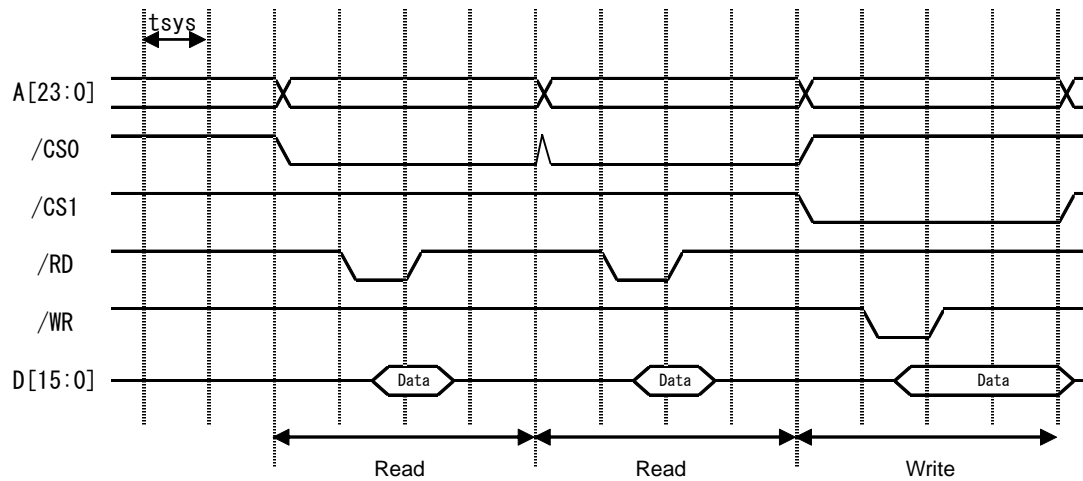 tsys
A[23:0]
/CS0
/CS1
/RD
/WR
D[15:0]
Data
Data
Data
Read
Read
Write